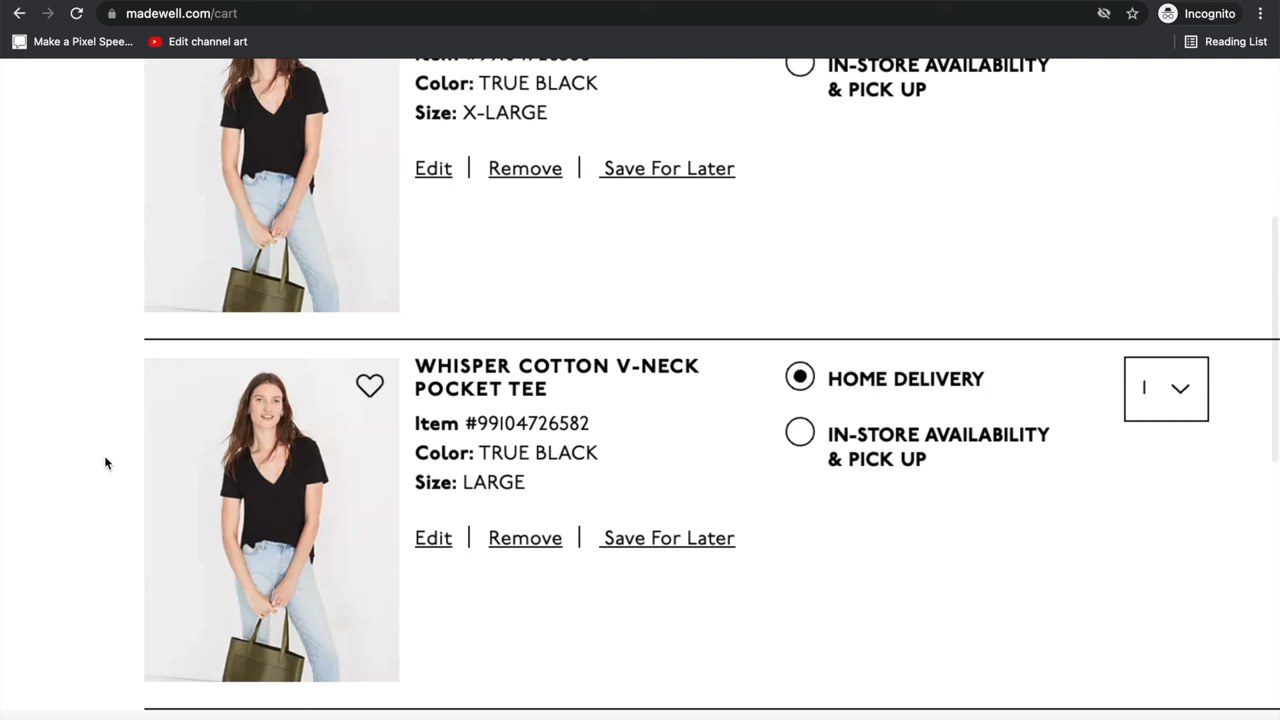 madewell.com/cart
Incognito
Make a Pixel Spee...
Edit channel art
Reading List
IN-STORE AVAILABILITY
& PICK UP
Color: TRUE BLACK
Size: X-LARGE
Edit | Remove | Save For Later
WHISPER COTTON V-NECK
POCKET TEE
Item #99104726582
Color: TRUE BLACK
Size: LARGE
Edit | Remove | Save For Later
HOME DELIVERY
IN-STORE AVAILABILITY
& PICK UP
1